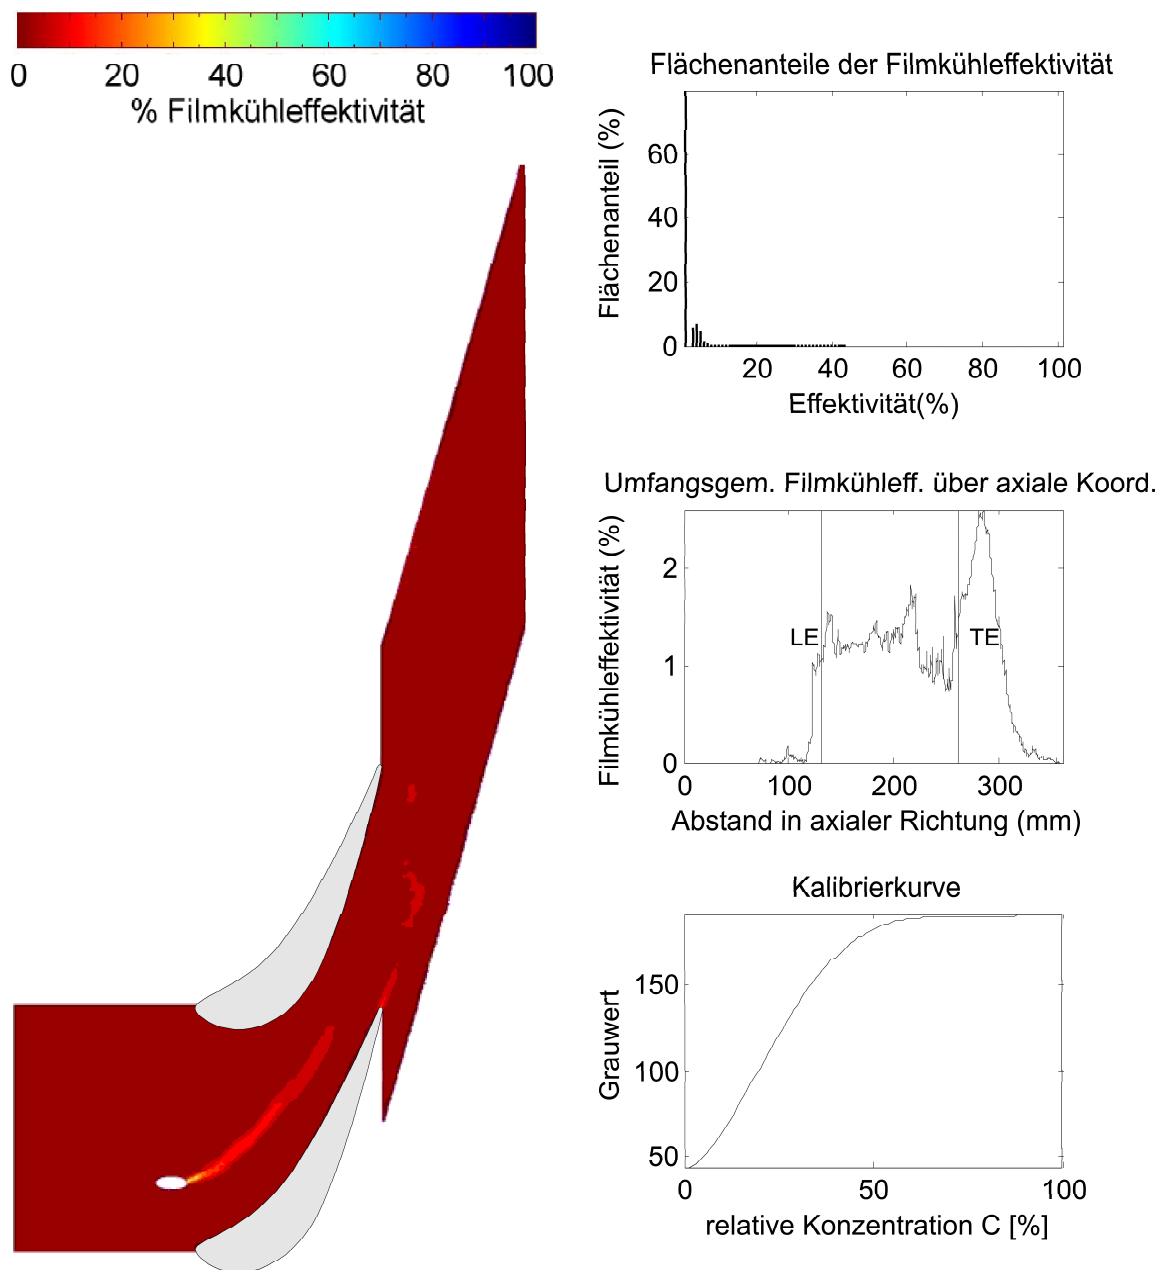 0 20 40 60 80 100
% Filmkühleffektivität
Flächenanteile der Filmkühleffektivität
Flächenanteil (%)
60
40
20
0
20 40 60 80 100
Effektivität(%)
Umfangsgem. Filmkühleff. über axiale Koord.
Filmkühleffektivität (%)
2
1
0
LE TE
0 100 200 300
Abstand in axialer Richtung (mm)
Kalibrierkurve
Grauwert
150
100
50
0 50 100
relative Konzentration C [%]